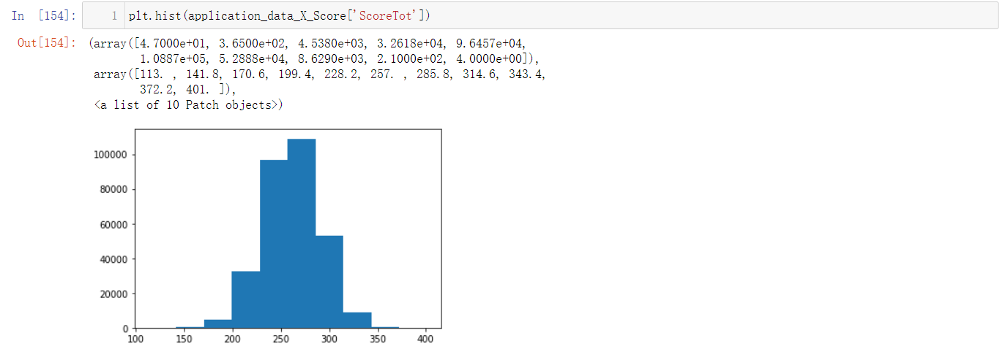 In [154]: 1 plt.hist(application_data_X_Score['ScoreTot'])
Out[154]: (array([4.7000e+01, 3.6500e+02, 4.5380e+03, 3.2618e+04, 9.6457e+04,
1.0887e+05, 5.2888e+04, 8.6290e+03, 2.1000e+02, 4.0000e+00]),
array([113. , 141.8, 170.6, 199.4, 228.2, 257. , 285.8, 314.6, 343.4,
372.2, 401. ]),
<a list of 10 Patch objects>)
100000
80000
60000
40000
20000
0
100 150 200 250 300 350 400